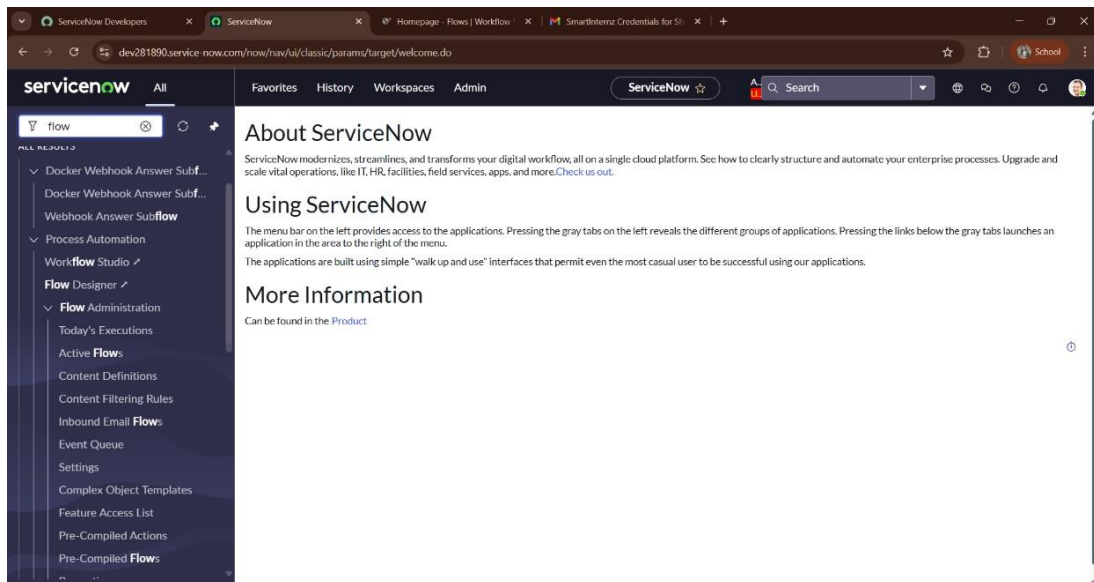 ServiceNow Developers
ServiceNow
Homepage - Flows | Workflow
SmartInternz Credentials for
dev281890.service-now.com/now/nav/ui/classic/params/target/welcome.do
School
servicenow
All
Favorites History Workspaces Admin
ServiceNow
Search
flow
ALL RESULTS
Docker Webhook Answer Subf...
Docker Webhook Answer Subf...
Webhook Answer Subflow
Process Automation
Workflow Studio
Flow Designer
Flow Administration
Today's Executions
Active Flows
Content Definitions
Content Filtering Rules
Inbound Email Flows
Event Queue
Settings
Complex Object Templates
Feature Access List
Pre-Compiled Actions
Pre-Compiled Flows
About ServiceNow
ServiceNow modernizes, streamlines, and transforms your digital workflow, all on a single cloud platform. See how to clearly structure and automate your enterprise processes. Upgrade and
scale vital operations, like IT, HR, facilities, field services, apps, and more.Check us out.
Using ServiceNow
The menu bar on the left provides access to the applications. Pressing the gray tabs on the left reveals the different groups of applications. Pressing the links below the gray tabs launches an
application in the area to the right of the menu.
The applications are built using simple "walk up and use" interfaces that permit even the most casual user to be successful using our applications.
More Information
Can be found in the Product